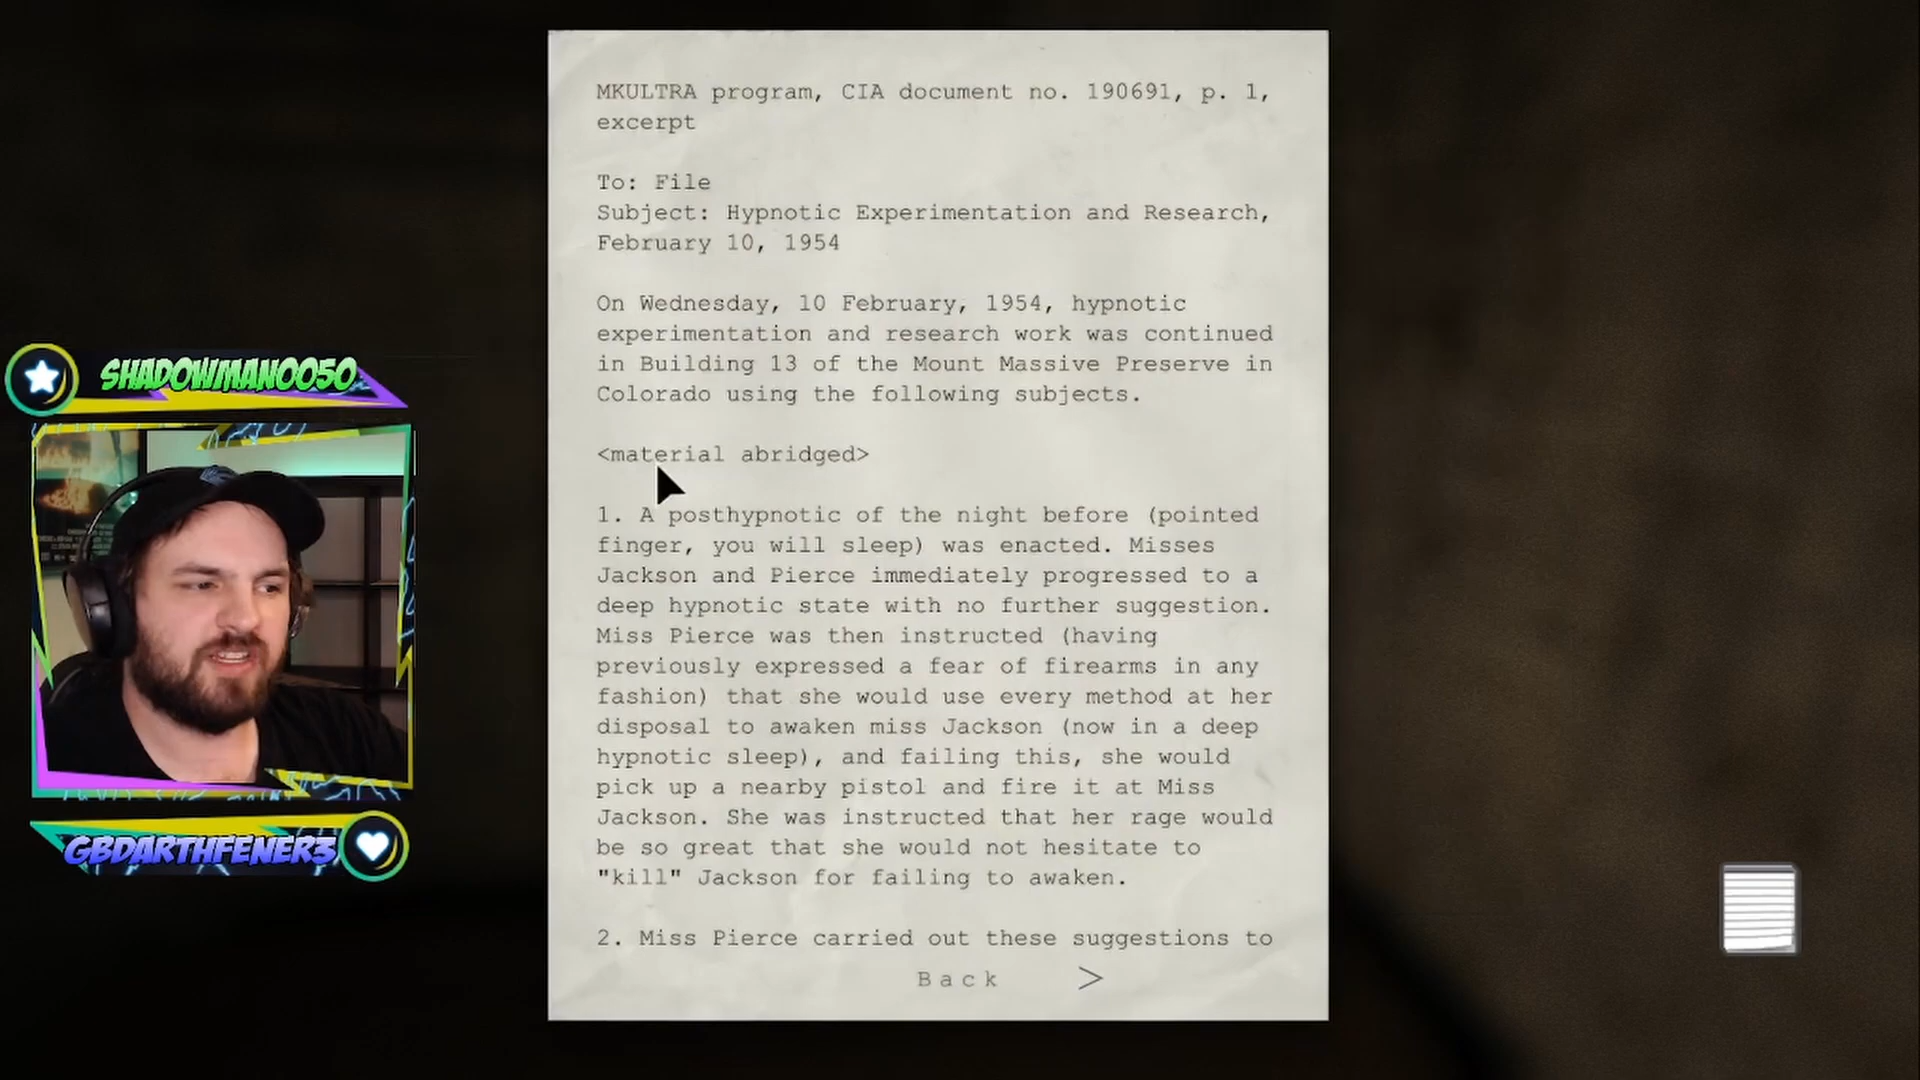 MKULTRA program, CIA document no. 190691, p. 1,
excerpt
To: File
Subject: Hypnotic Experimentation and Research,
February 10, 1954
On Wednesday, 10 February, 1954, hypnotic
experimentation and research work was continued
in Building 13 of the Mount Massive Preserve in
Colorado using the following subjects.
<material abridged>
1. A posthypnotic of the night before (pointed
finger, you will sleep) was enacted. Misses
Jackson and Pierce immediately progressed to a
deep hypnotic state with no further suggestion.
Miss Pierce was then instructed (having
previously expressed a fear of firearms in any
fashion) that she would use every method at her
disposal to awaken miss Jackson (now in a deep
hypnotic sleep), and failing this, she would
pick up a nearby pistol and fire it at Miss
Jackson. She was instructed that her rage would
be so great that she would not hesitate to
"kill" Jackson for failing to awaken.
2. Miss Pierce carried out these suggestions to
Back >
SHADOWMAN0050
GBDARTHFENER3